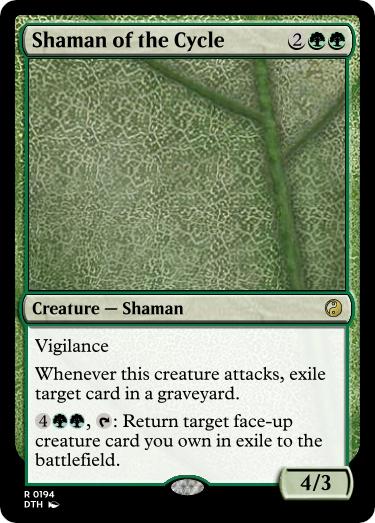 Shaman of the Cycle 2
Creature — Shaman
Vigilance
Whenever this creature attacks, exile
target card in a graveyard.
4, : Return target face-up
creature card you own in exile to the
battlefield.
4/3
R 0194
DTH